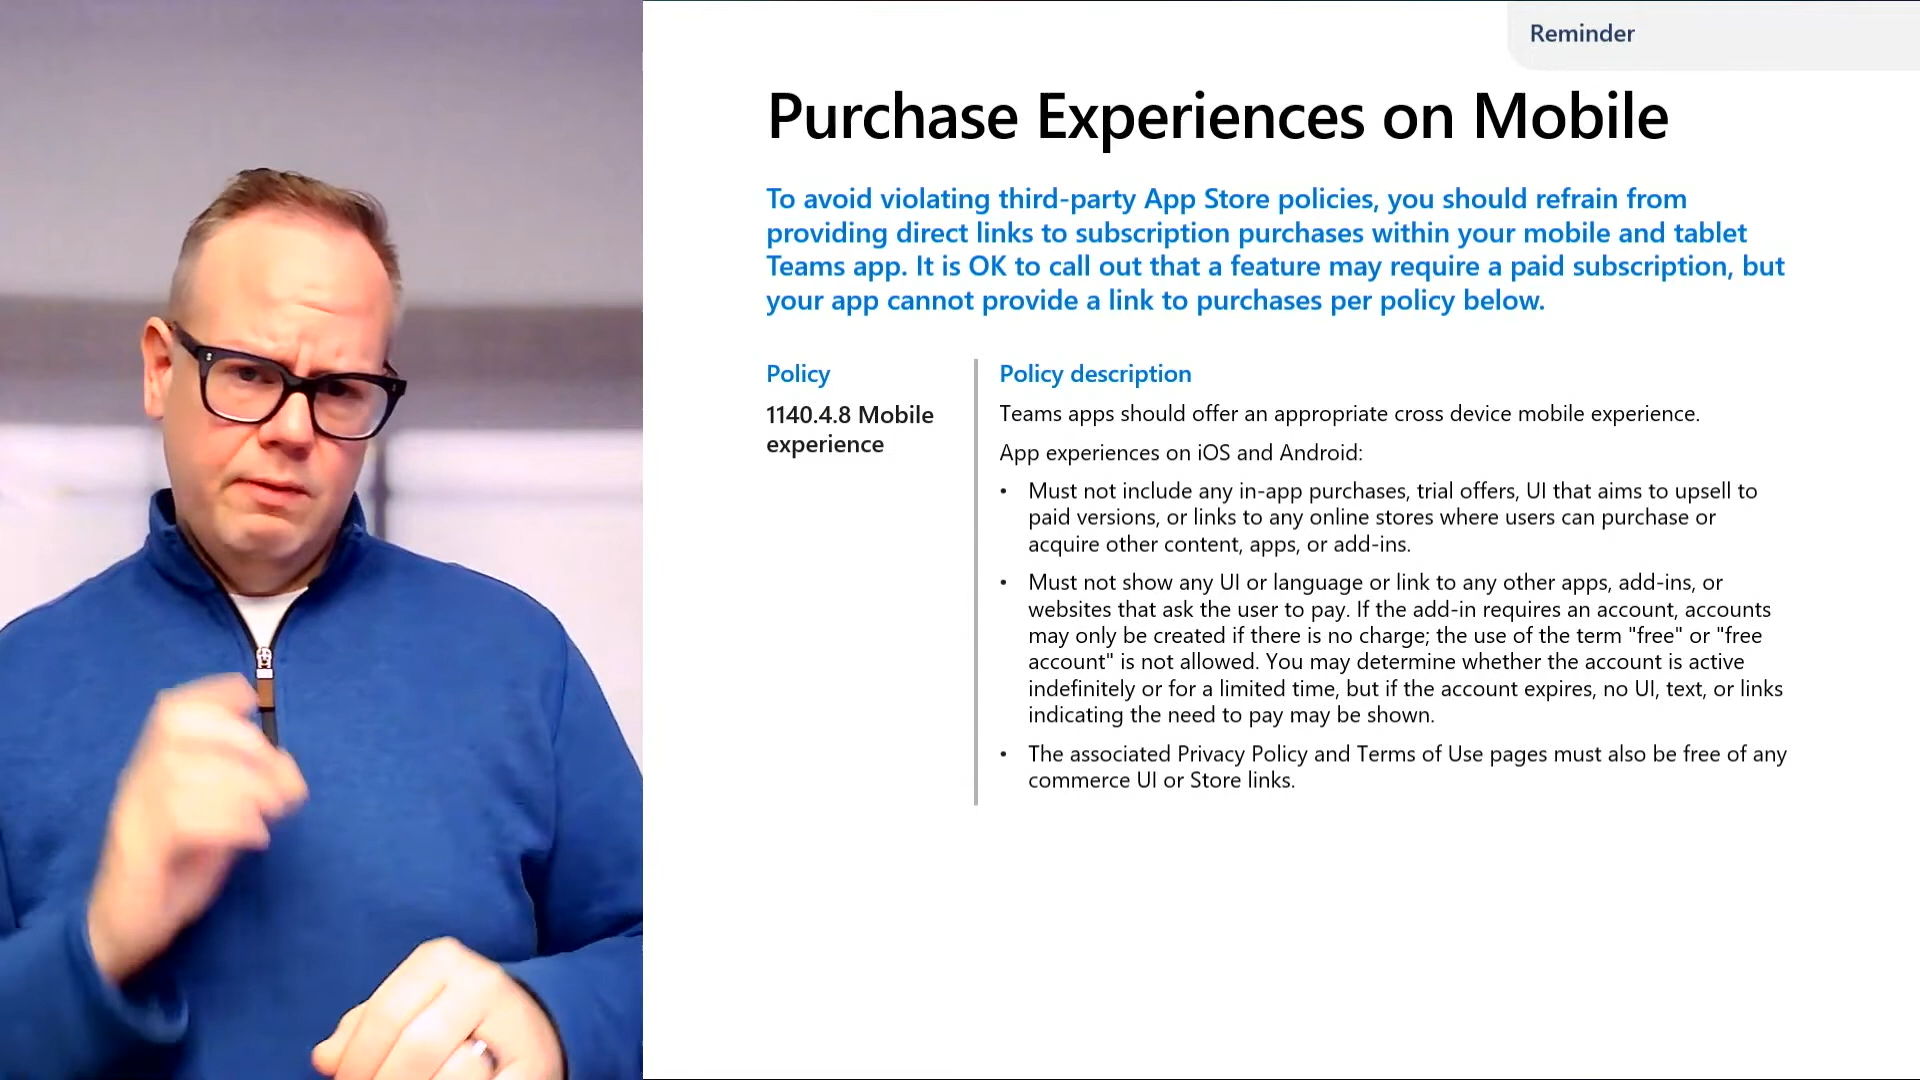 Reminder
Purchase Experiences on Mobile
To avoid violating third-party App Store policies, you should refrain from
providing direct links to subscription purchases within your mobile and tablet
Teams app. It is OK to call out that a feature may require a paid subscription, but
your app cannot provide a link to purchases per policy below.
Policy
1140.4.8 Mobile
experience
Policy description
Teams apps should offer an appropriate cross device mobile experience.
App experiences on iOS and Android:
• Must not include any in-app purchases, trial offers, UI that aims to upsell to
paid versions, or links to any online stores where users can purchase or
acquire other content, apps, or add-ins.
• Must not show any UI or language or link to any other apps, add-ins, or
websites that ask the user to pay. If the add-in requires an account, accounts
may only be created if there is no charge; the use of the term "free" or "free
account" is not allowed. You may determine whether the account is active
indefinitely or for a limited time, but if the account expires, no UI, text, or links
indicating the need to pay may be shown.
• The associated Privacy Policy and Terms of Use pages must also be free of any
commerce UI or Store links.